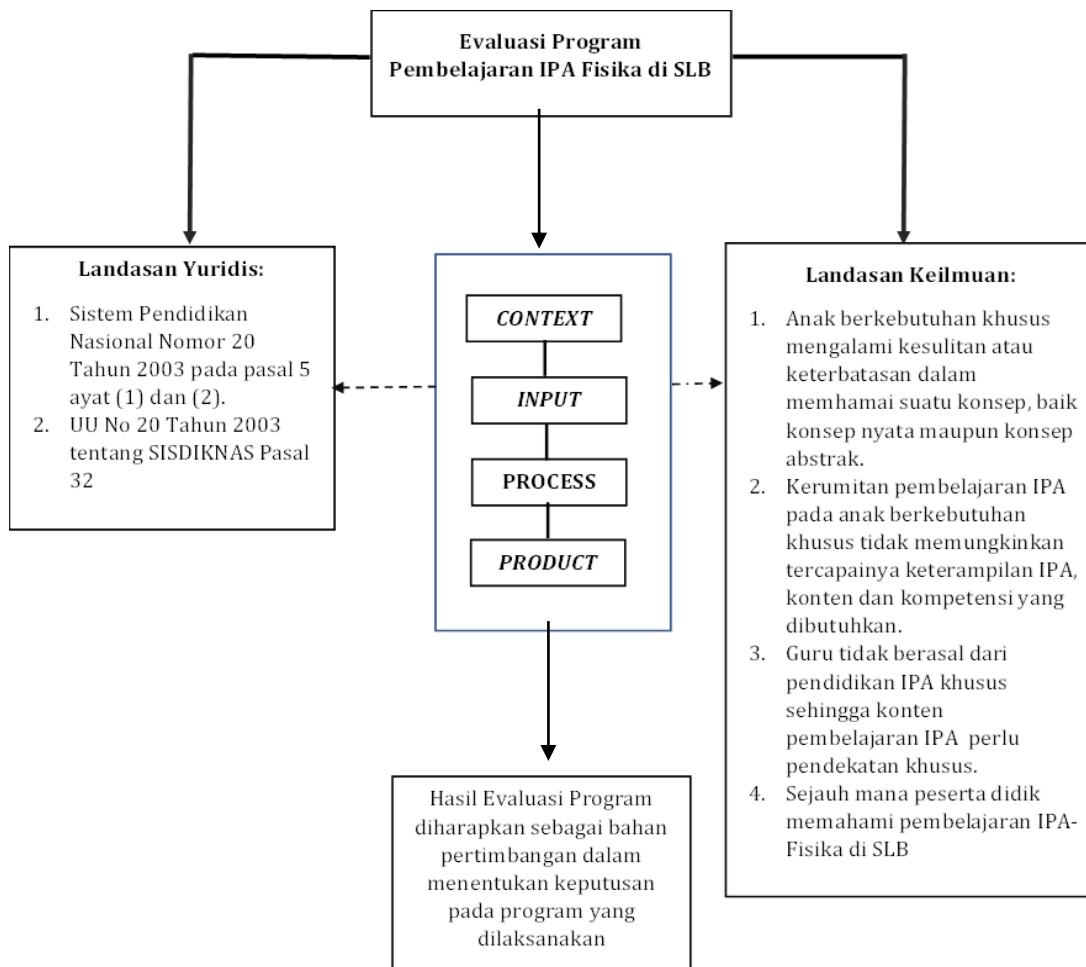 Evaluasi Program
Pembelajaran IPA Fisika di SLB
Landasan Yuridis:
1. Sistem Pendidikan
Nasional Nomor 20
Tahun 2003 pada pasal 5
ayat (1) dan (2).
2. UU No 20 Tahun 2003
tentang SISDIKNAS Pasal
32
CONTEXT
INPUT
PROCESS
PRODUCT
Landasan Keilmuan:
1. Anak berkebutuhan khusus
mengalami kesulitan atau
keterbatasan dalam
memhamai suatu konsep, baik
konsep nyata maupun konsep
abstrak.
2. Kerumitan pembelajaran IPA
pada anak berkebutuhan
khusus tidak memungkinkan
tercapainya keterampilan IPA,
konten dan kompetensi yang
dibutuhkan.
3. Guru tidak berasal dari
pendidikan IPA khusus
sehingga konten
pembelajaran IPA perlu
pendekatan khusus.
4. Sejauh mana peserta didik
memahami pembelajaran IPA-
Fisika di SLB
Hasil Evaluasi Program
diharapkan sebagai bahan
pertimbangan dalam
menentukan keputusan
pada program yang
dilaksanakan